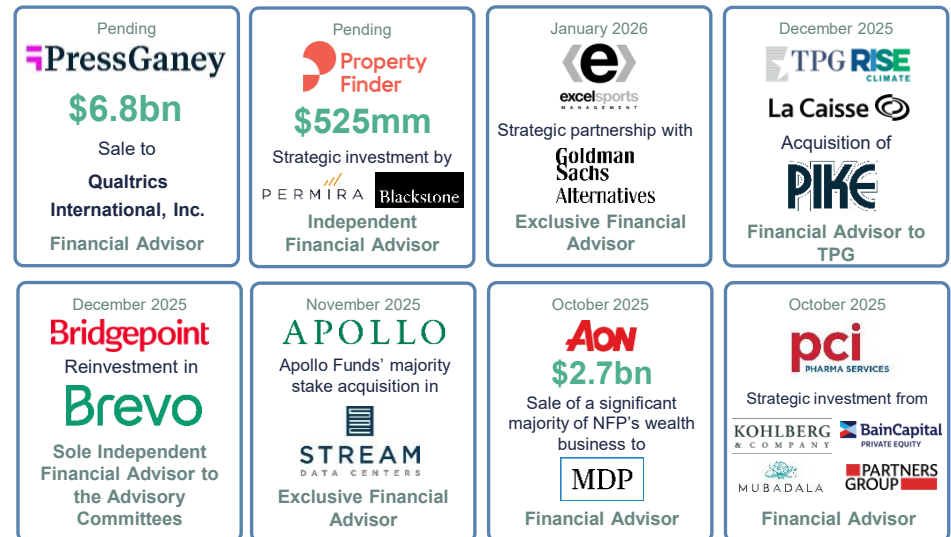 Pending
PressGaney
$6.8bn
Sale to
Qualtrics
International, Inc.
Financial Advisor
Pending
Property
Finder
$525mm
Strategic investment by
PERMIRA Blackstone
Independent
Financial Advisor
January 2026
e
excelsports
MANAGEMENT
Strategic partnership with
Goldman
Sachs
Alternatives
Exclusive Financial
Advisor
December 2025
TPG RISE
CLIMATE
La Caisse
Acquisition of
PIKE
Financial Advisor to
TPG
December 2025
Bridgepoint
Reinvestment in
Brevo
Sole Independent
Financial Advisor to
the Advisory
Committees
November 2025
APOLLO
Apollo Funds’ majority
stake acquisition in
STREAM
DATA CENTERS
Exclusive Financial
Advisor
October 2025
AON
$2.7bn
Sale of a significant
majority of NFP’s wealth
business to
MDP
Financial Advisor
October 2025
pci
PHARMA SERVICES
Strategic investment from
KOHLBERG
& COMPANY
BainCapital
PRIVATE EQUITY
MUBADALA
PARTNERS
GROUP
Financial Advisor